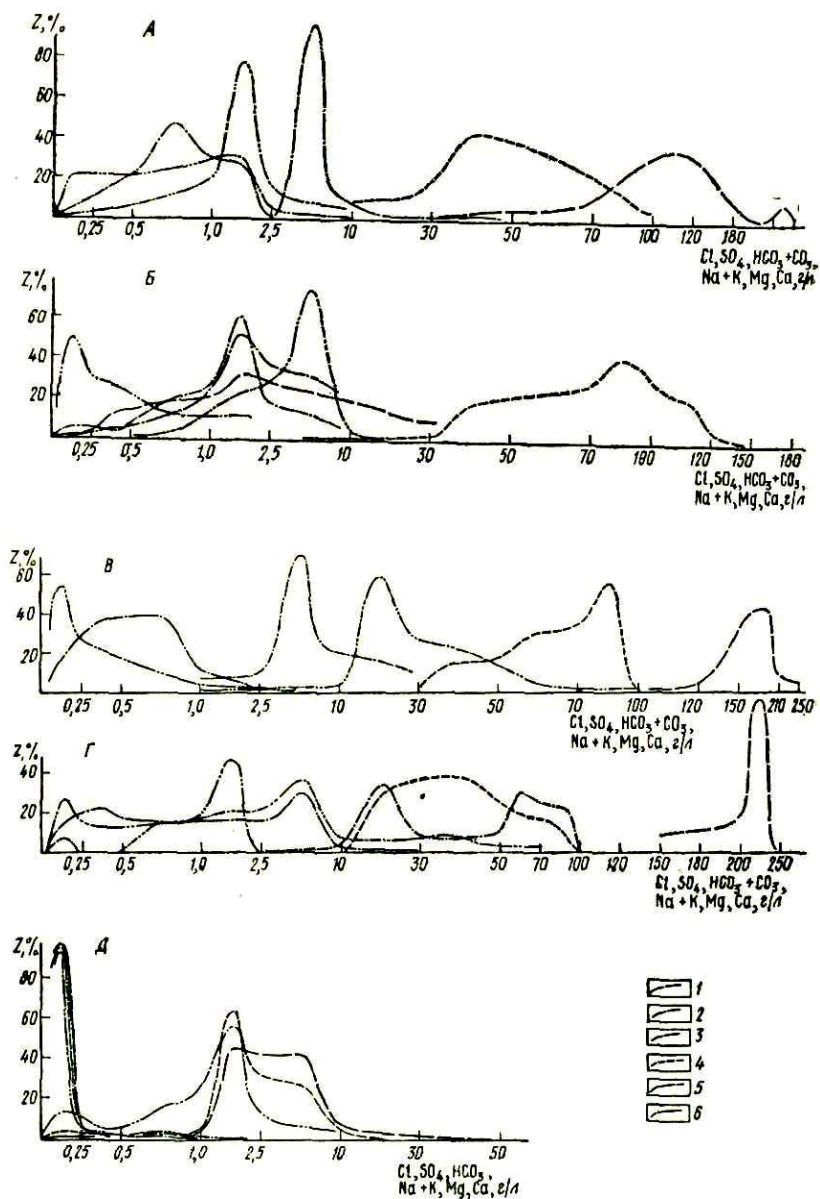 Z,%
А
80
60
40
20
0,25 0,5 1,0 2,5 10 30 70 100 120 180
Cl, SO₄, HCO₃+CO₃,
Na+K, Mg, Ca, г/л
Z,%
Б
60
40
20
0,25 0,5 1,0 2,5 10 30 50 70 100 120 150 180
Cl, SO₄, HCO₃+CO₃,
Na+K, Mg, Ca, г/л
Z,%
В
60
40
20
0,25 0,5 1,0 2,5 10 30 50 70 100 120 150 210 250
Cl, SO₄, HCO₃+CO₃,
Na+K, Mg, Ca, г/л
Z,%
Г
40
20
0,25 0,5 1,0 2,5 10 30 50 70 100 120 150 180 200 250
Cl, SO₄, HCO₃+CO₃,
Na+K, Mg, Ca, г/л
Z,%
Д
80
60
40
20
0,25 0,5 1,0 2,5 10 30 50
Cl, SO₄, HCO₃,
Na+K, Mg, Ca, г/л
1
2
3
4
5
6